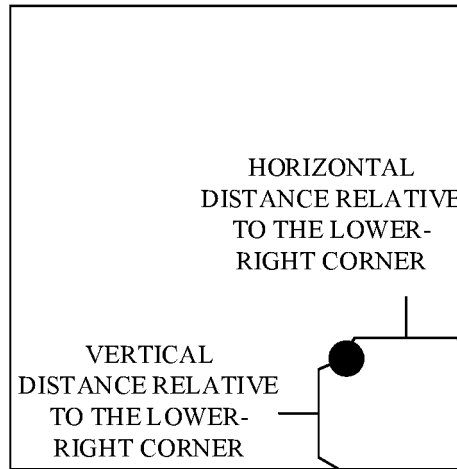 HORIZONTAL
DISTANCE RELATIVE
TO THE LOWER-
RIGHT CORNER
VERTICAL
DISTANCE RELATIVE
TO THE LOWER-
RIGHT CORNER